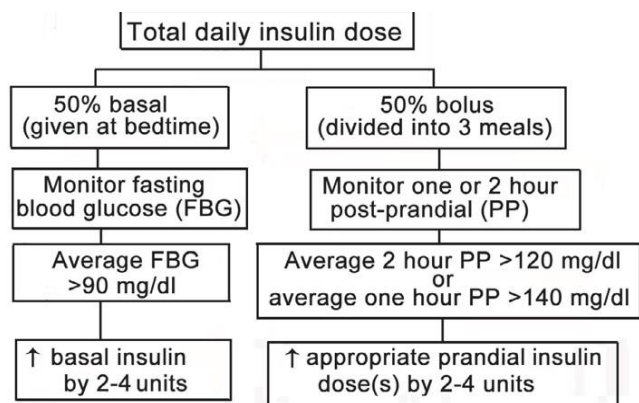 Total daily insulin dose
50% basal
(given at bedtime)
50% bolus
(divided into 3 meals)
Monitor fasting
blood glucose (FBG)
Monitor one or 2 hour
post-prandial (PP)
Average FBG
>90 mg/dl
Average 2 hour PP >120 mg/dl
or
average one hour PP >140 mg/dl
↑ basal insulin
by 2-4 units
↑ appropriate prandial insulin
dose(s) by 2-4 units